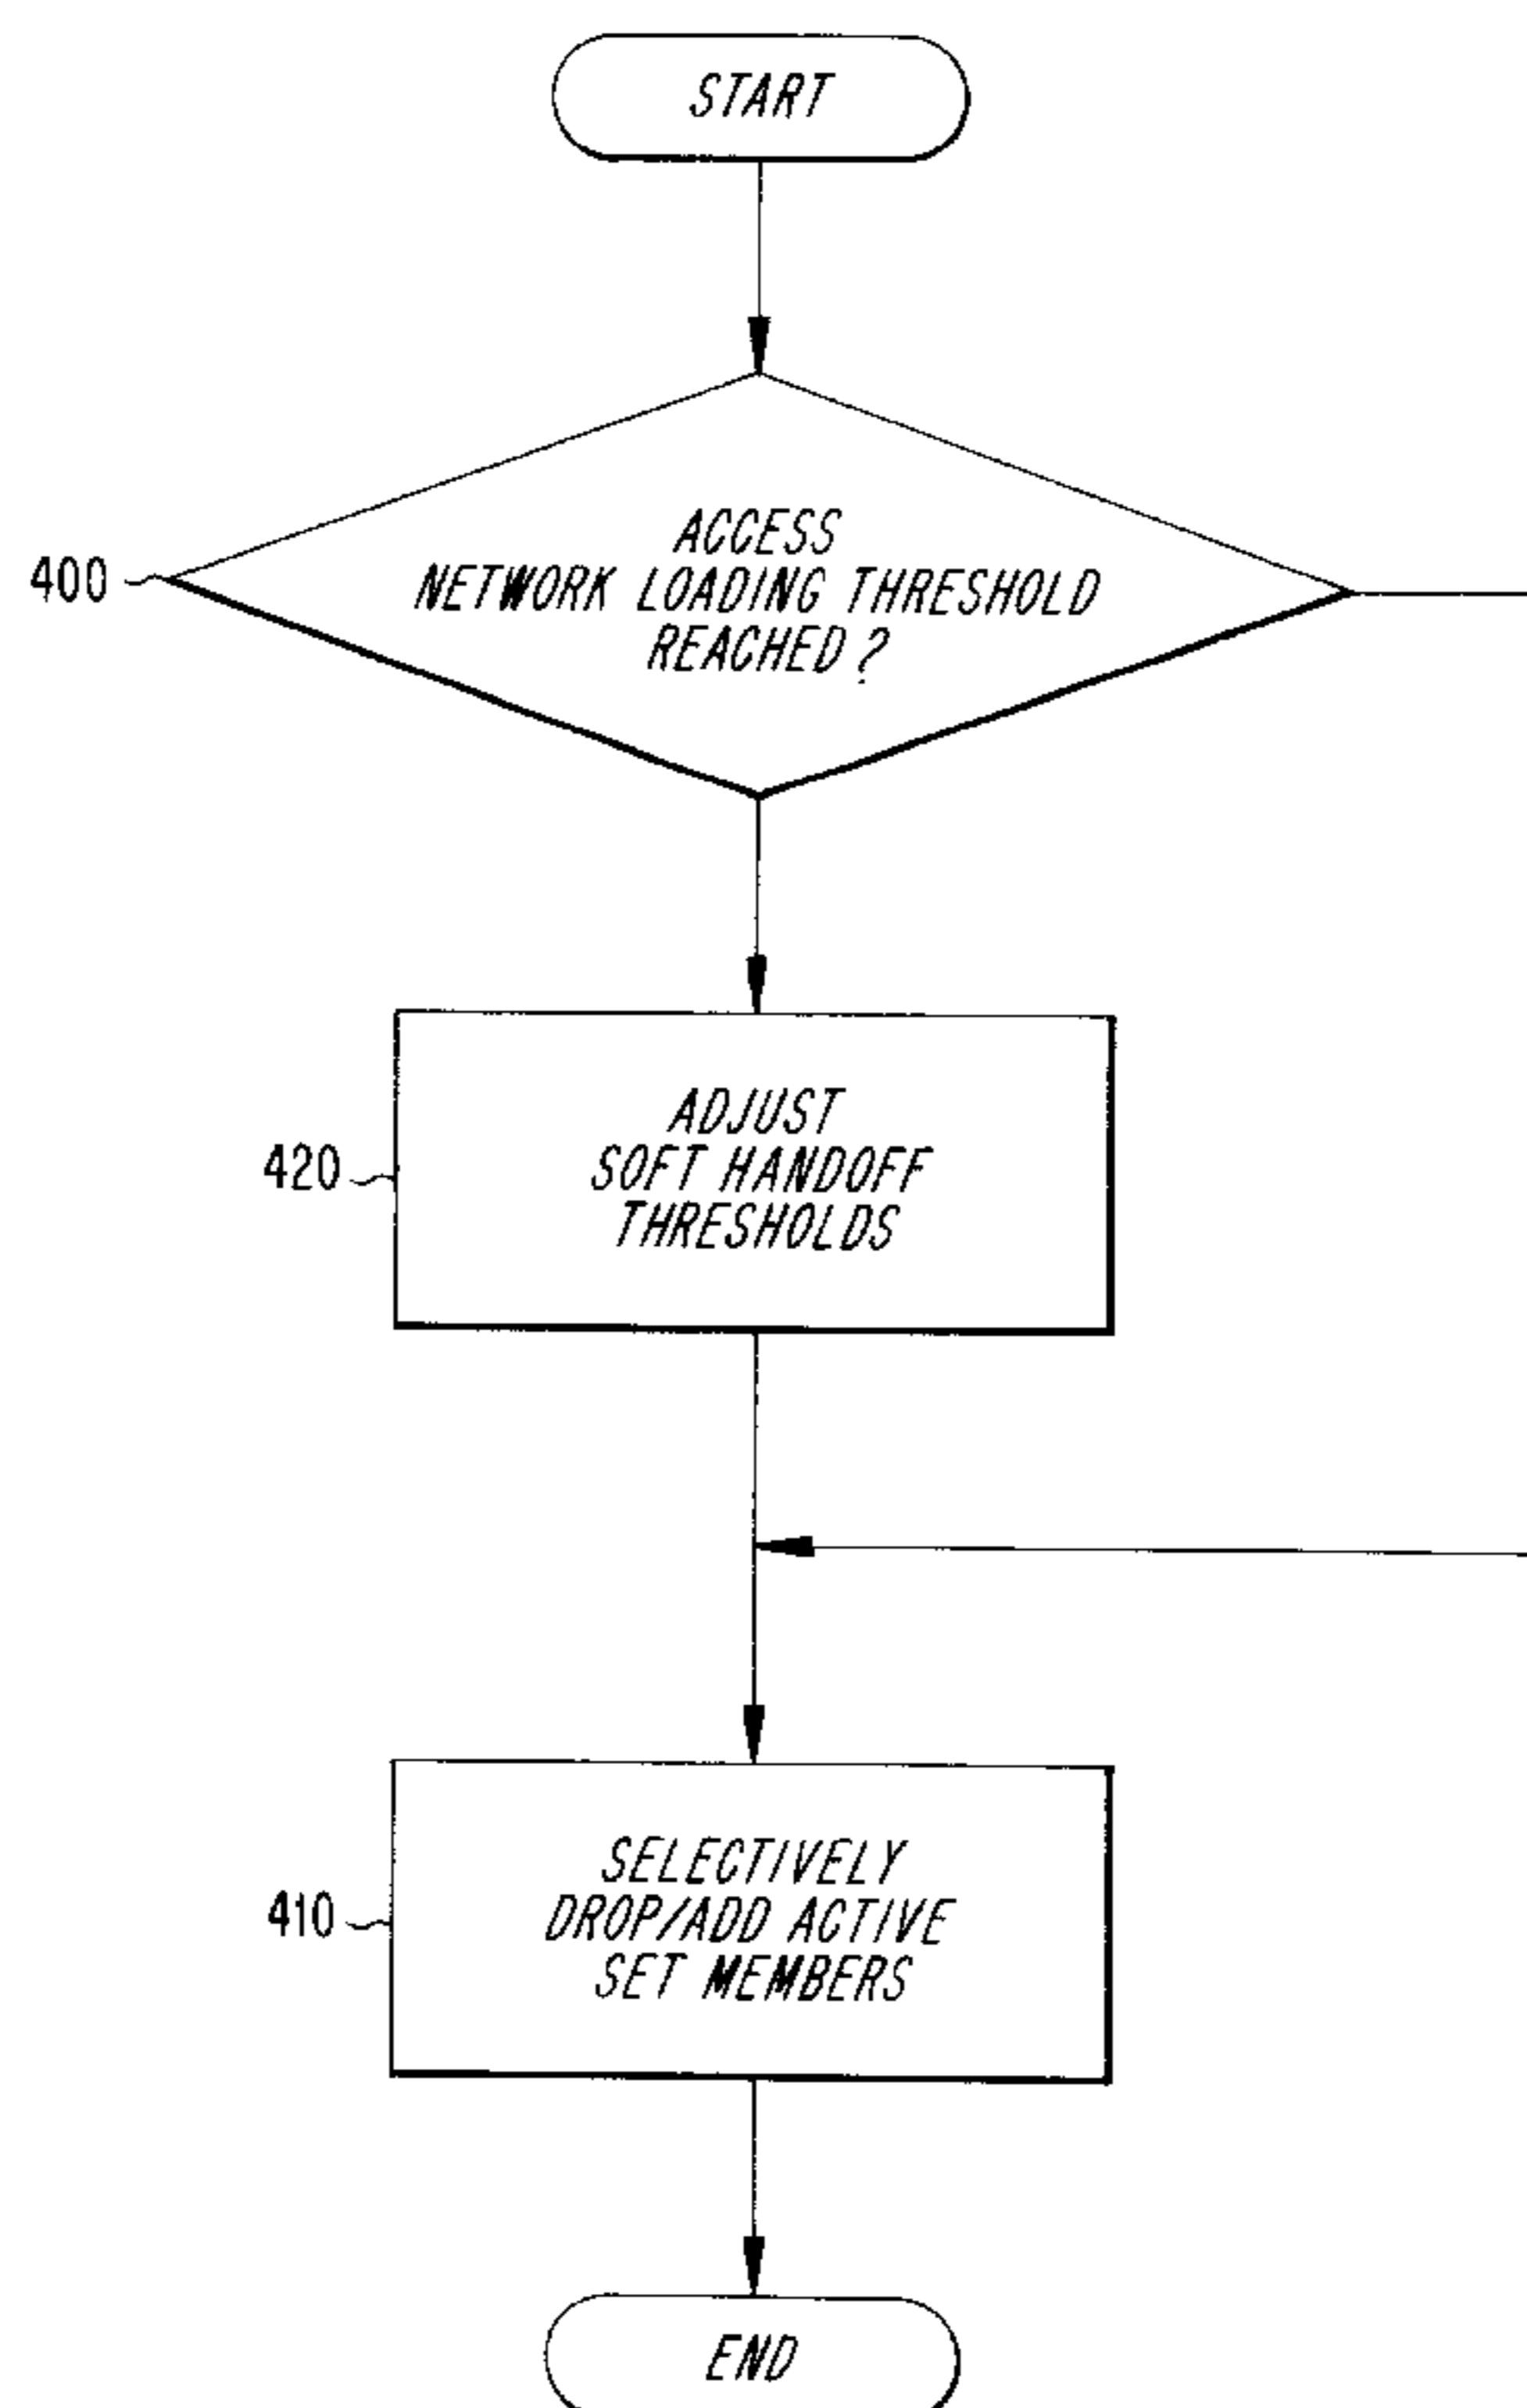 START
ACCESS
NETWORK LOADING THRESHOLD
REACHED?
400
ADJUST
SOFT HANDOFF
THRESHOLDS
420
SELECTIVELY
DROP/ADD ACTIVE
SET MEMBERS
410
END